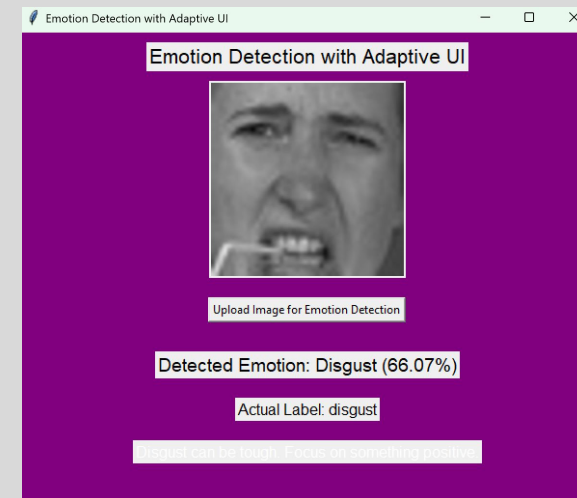 Emotion Detection with Adaptive UI
Emotion Detection with Adaptive UI
Upload Image for Emotion Detection
Detected Emotion: Disgust (66.07%)
Actual Label: disgust
Disgust can be tough. Focus on something positive.